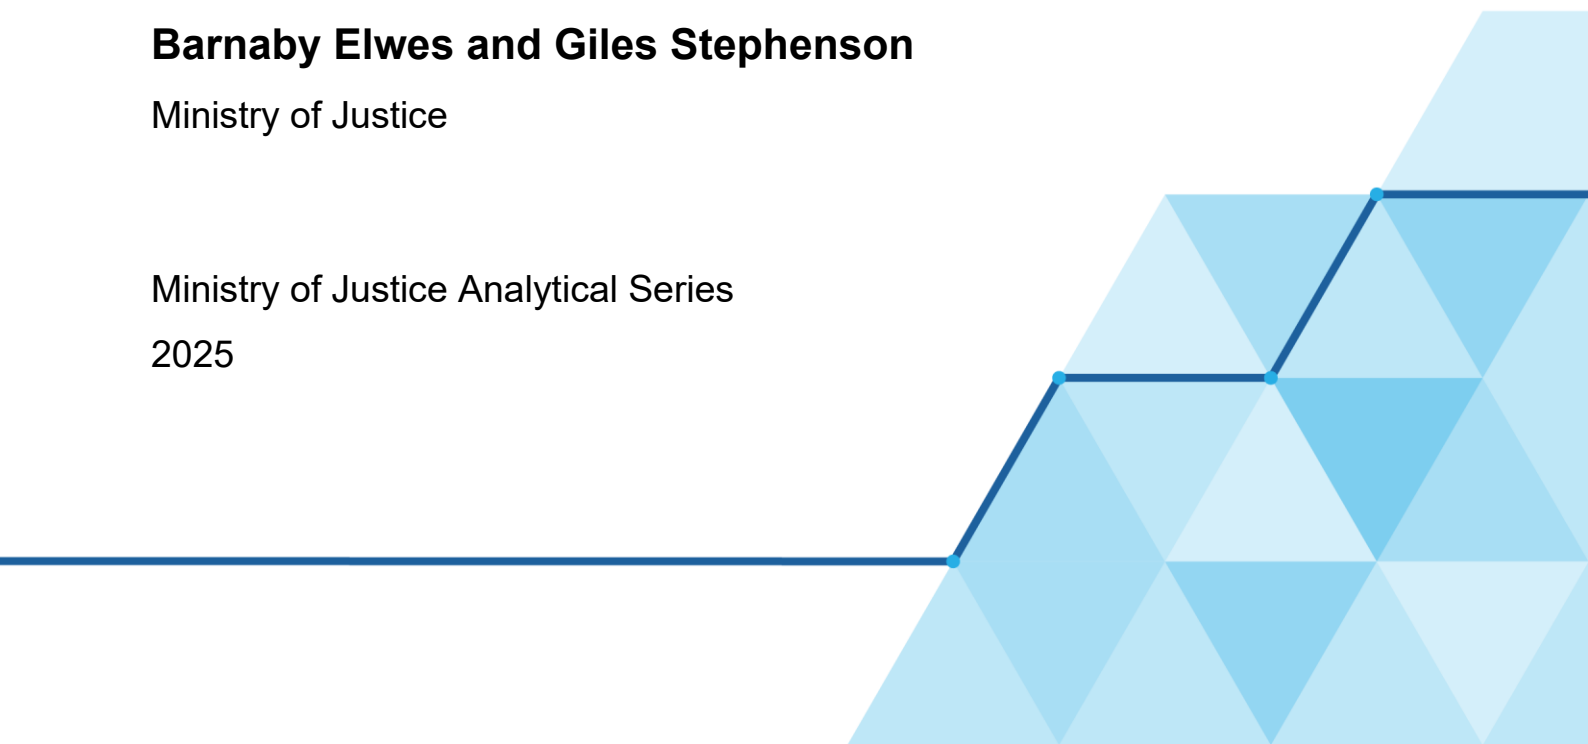 Barnaby Elwes and Giles Stephenson
Ministry of Justice
Ministry of Justice Analytical Series
2025